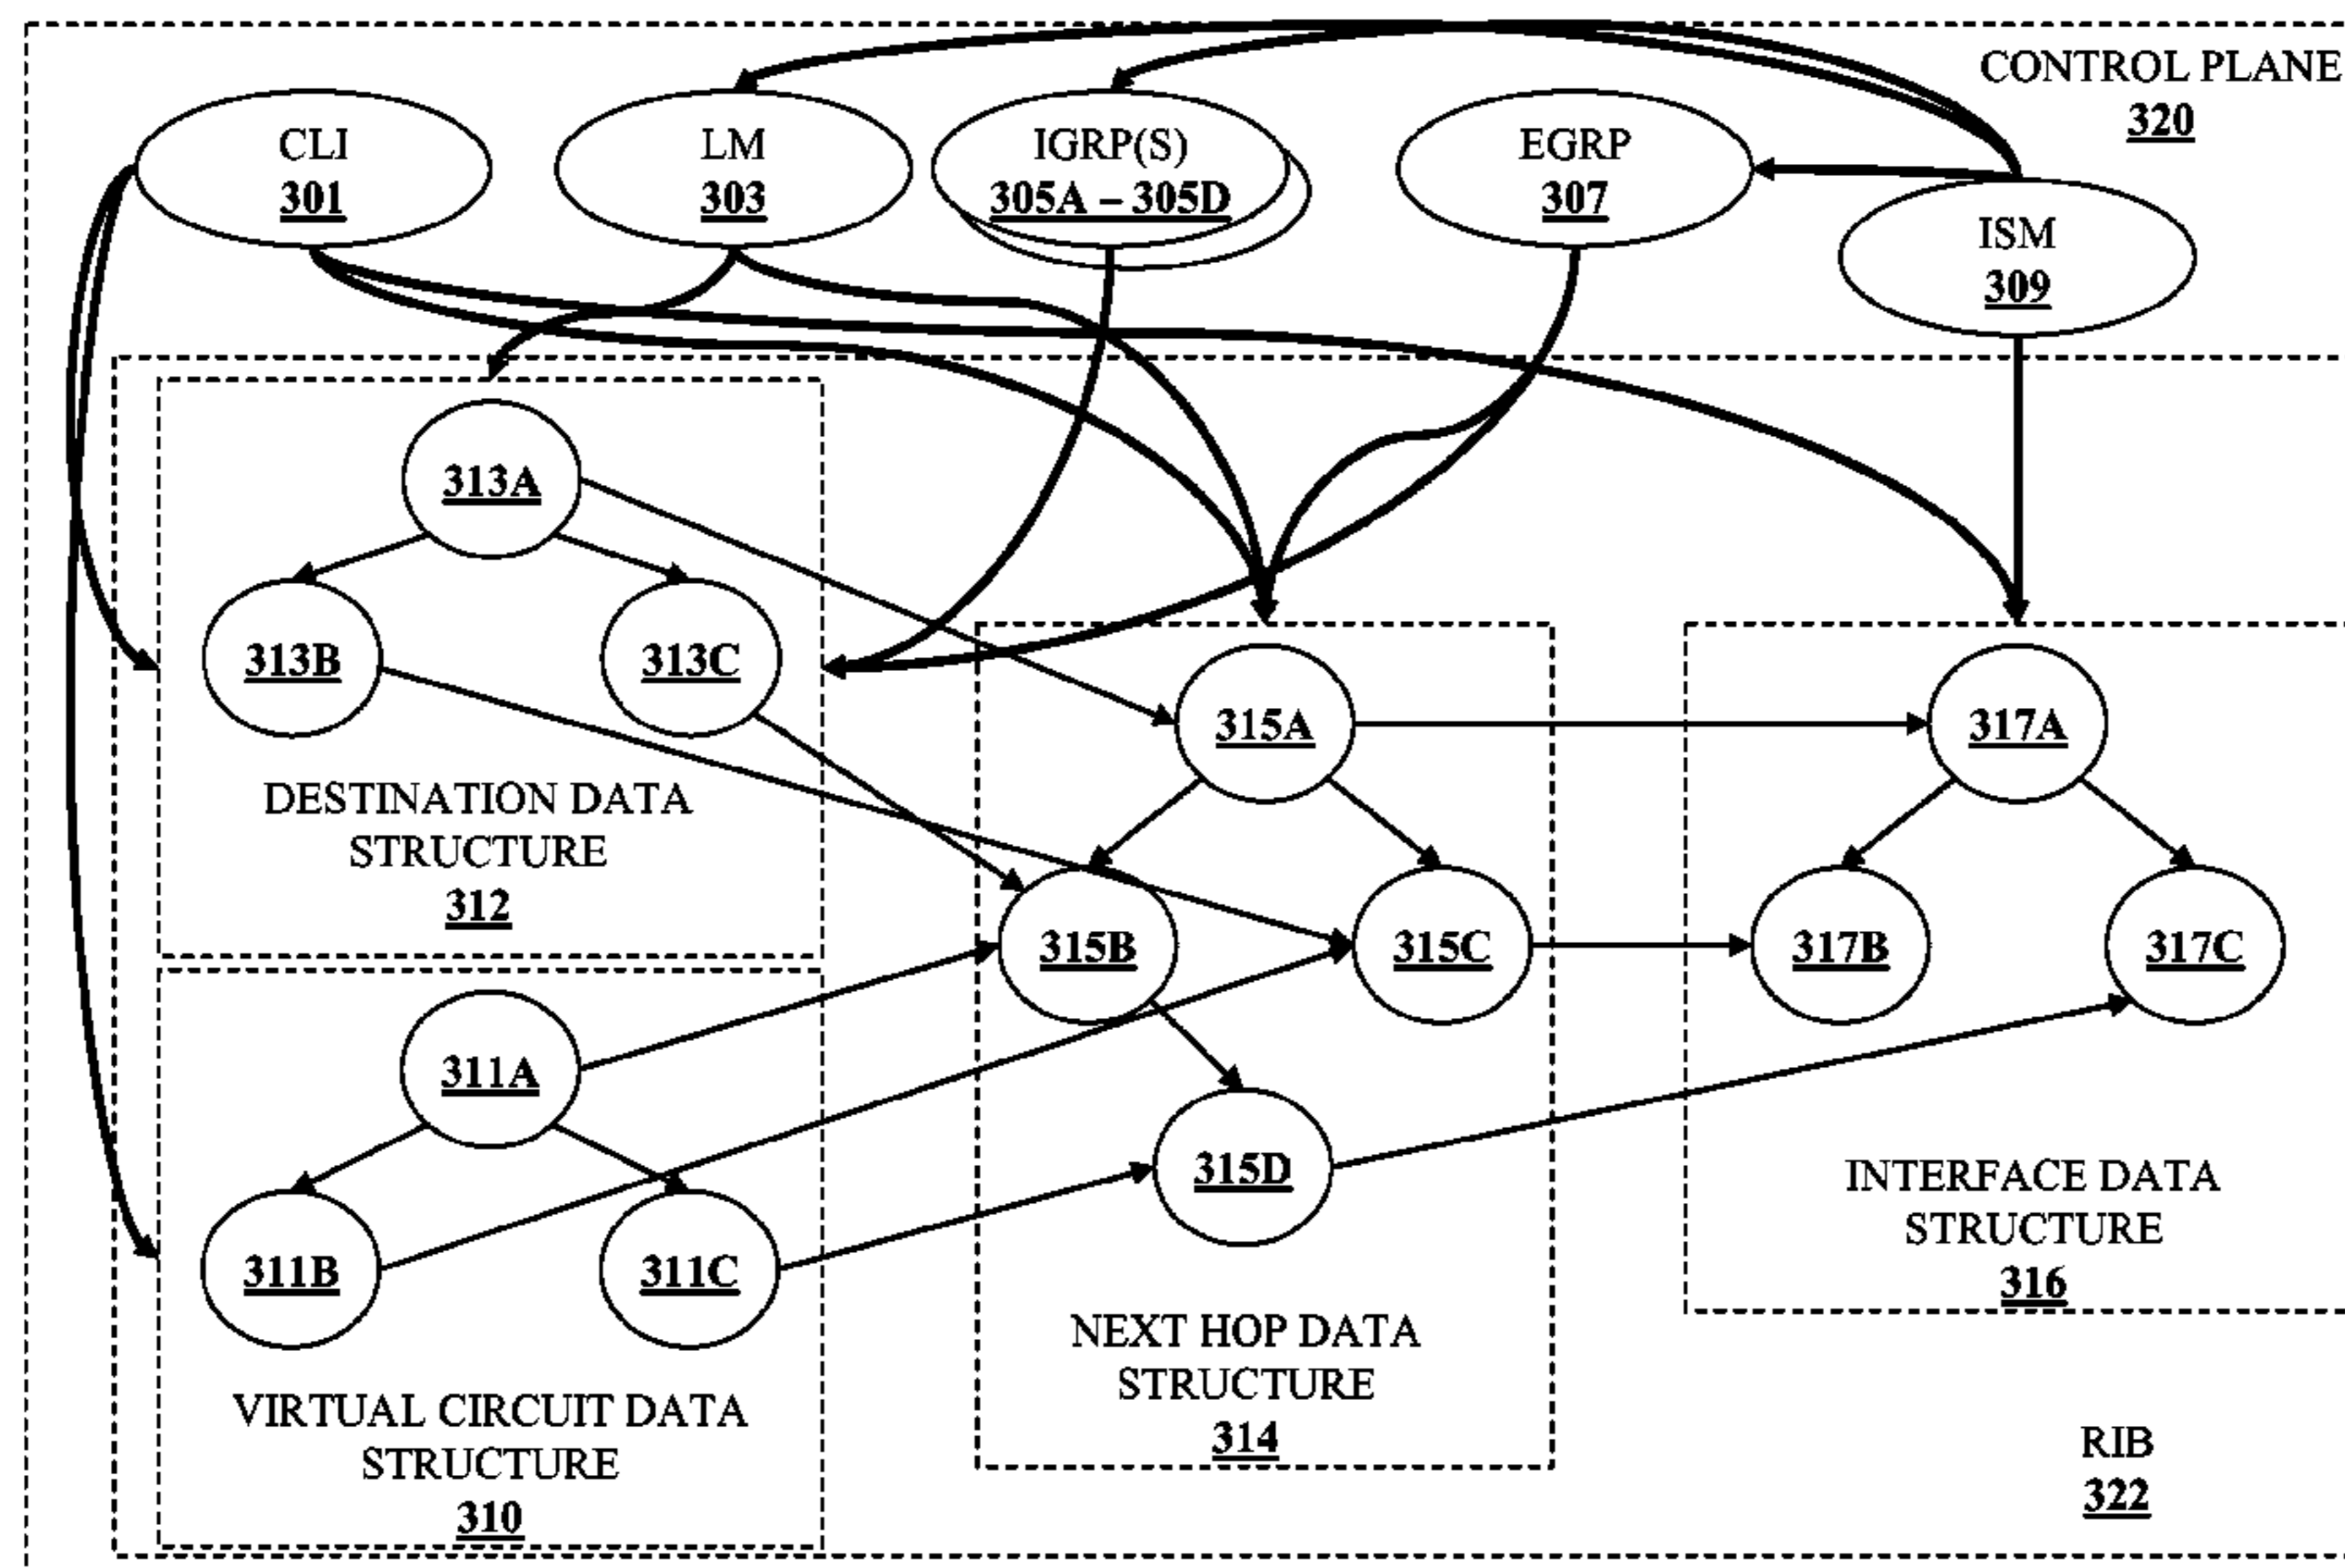 CONTROL PLANE
320
CLI
301
LM
303
IGRP(S)
305A – 305D
EGRP
307
ISM
309
313A
313B
313C
DESTINATION DATA
STRUCTURE
312
311A
311B
311C
VIRTUAL CIRCUIT DATA
STRUCTURE
310
315A
315B
315C
315D
NEXT HOP DATA
STRUCTURE
314
317A
317B
317C
INTERFACE DATA
STRUCTURE
316
RIB
322